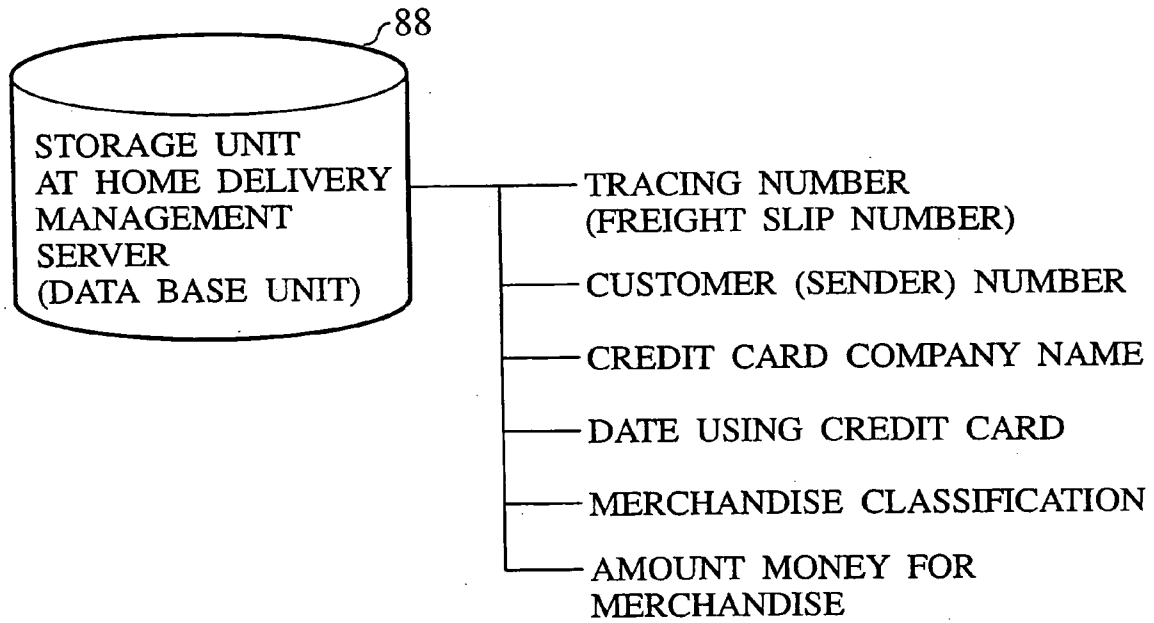 88
STORAGE UNIT
AT HOME DELIVERY
MANAGEMENT
SERVER
(DATA BASE UNIT)
TRACING NUMBER
(FREIGHT SLIP NUMBER)
CUSTOMER (SENDER) NUMBER
CREDIT CARD COMPANY NAME
DATE USING CREDIT CARD
MERCHANDISE CLASSIFICATION
AMOUNT MONEY FOR
MERCHANDISE